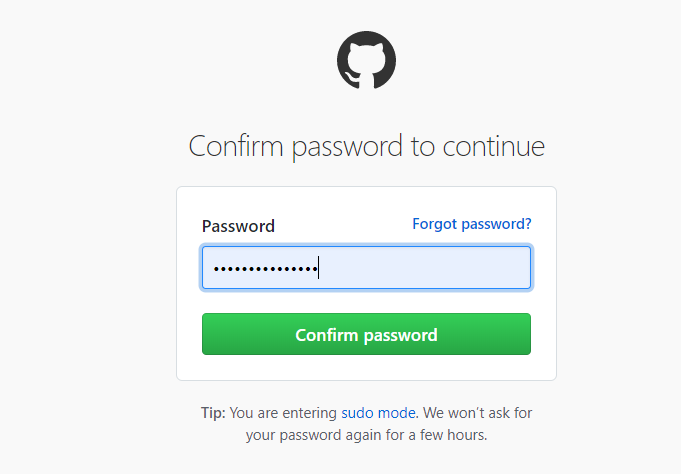 Confirm password to continue
Password
Forgot password?
•••••••••••••••
Confirm password
Tip: You are entering sudo mode. We won't ask for
your password again for a few hours.